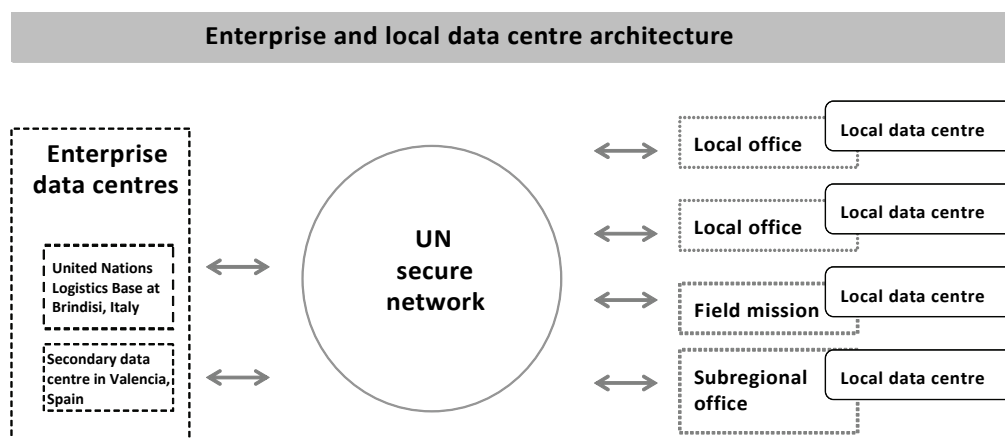 Enterprise and local data centre architecture
Enterprise
data centres
United Nations
Logistics Base at
Brindisi, Italy
Secondary data
centre in Valencia,
Spain
UN
secure
network
Local office
Local data centre
Local office
Local data centre
Field mission
Local data centre
Subregional
office
Local data centre